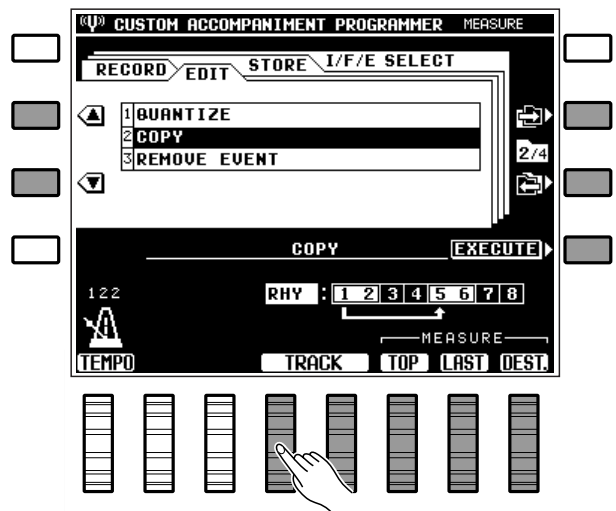 CUSTOM ACCOMPANIMENT PROGRAMMER MEASURE
RECORD EDIT STORE I/F/E SELECT
1 QUANTIZE
2 COPY
3 REMOVE EVENT
2/4
COPY EXECUTE
122 RHY : 1 2 3 4 5 6 7 8
MEASURE
TEMPO TRACK TOP LAST DEST.